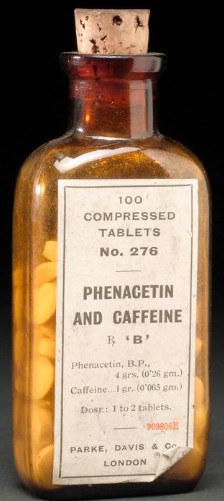 100
COMPRESSED
TABLETS
No. 276
PHENACETIN
AND CAFFEINE
℞ 'B'
Phenacetin, B.P.,
4 grs. (0'26 gm.)
Caffeine...1 gr. (0'065 gm.)
DOSE: 1 to 2 tablets.
PARKE, DAVIS & Co.
LONDON